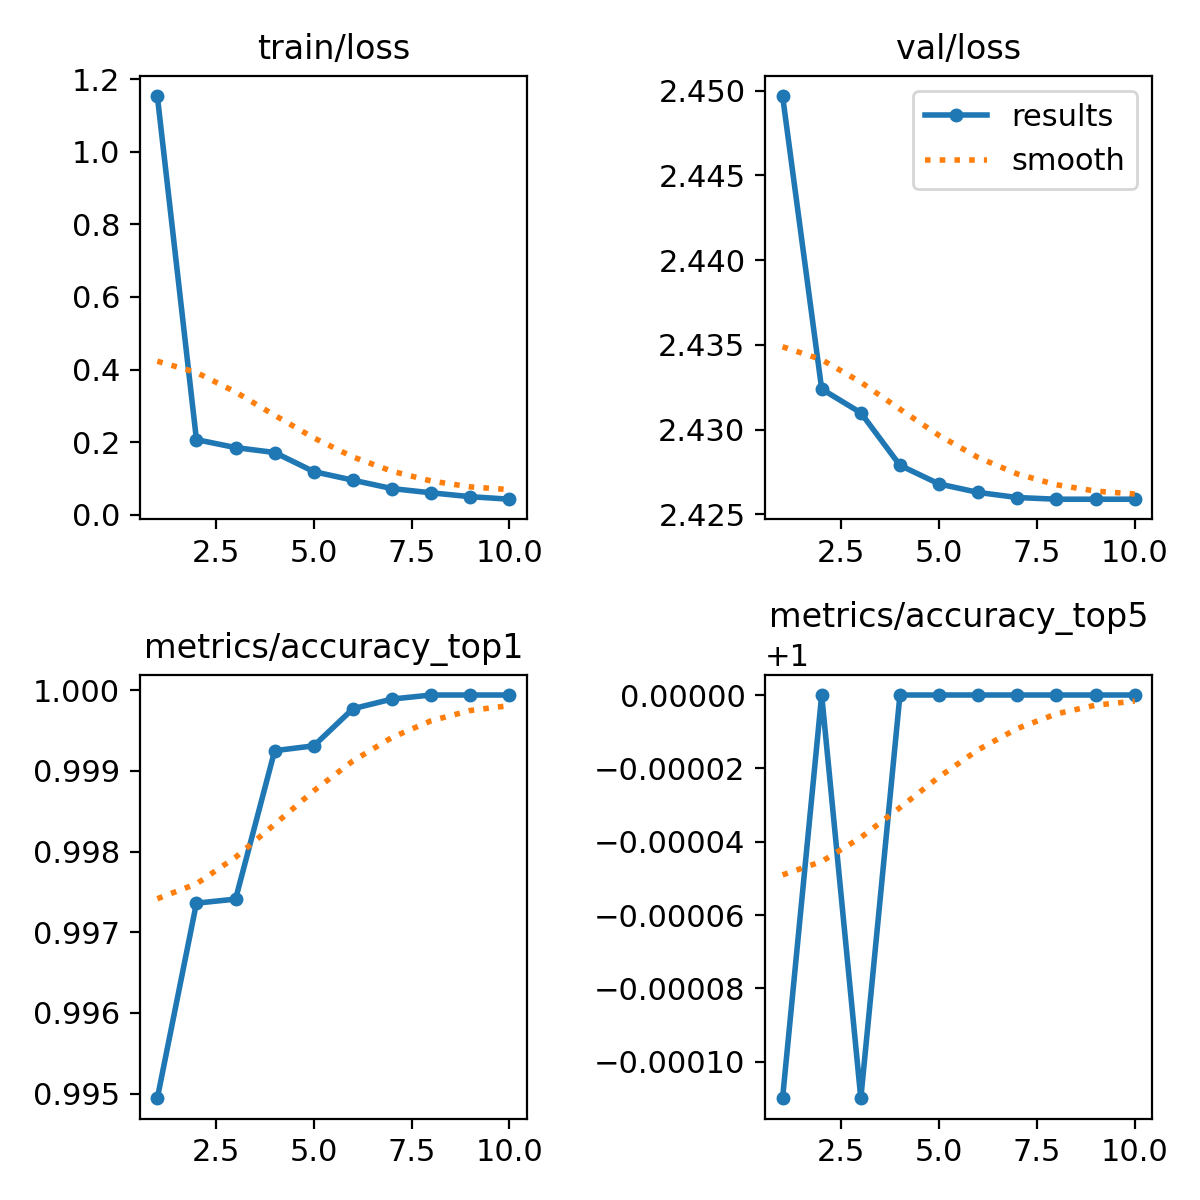 train/loss
1.2
1.0
0.8
0.6
0.4
0.2
0.0
2.5 5.0 7.5 10.0
val/loss
2.450
2.445
2.440
2.435
2.430
2.425
results
smooth
2.5 5.0 7.5 10.0
metrics/accuracy_top1
1.000
0.999
0.998
0.997
0.996
0.995
2.5 5.0 7.5 10.0
metrics/accuracy_top5
+1
0.00000
−0.00002
−0.00004
−0.00006
−0.00008
−0.00010
2.5 5.0 7.5 10.0